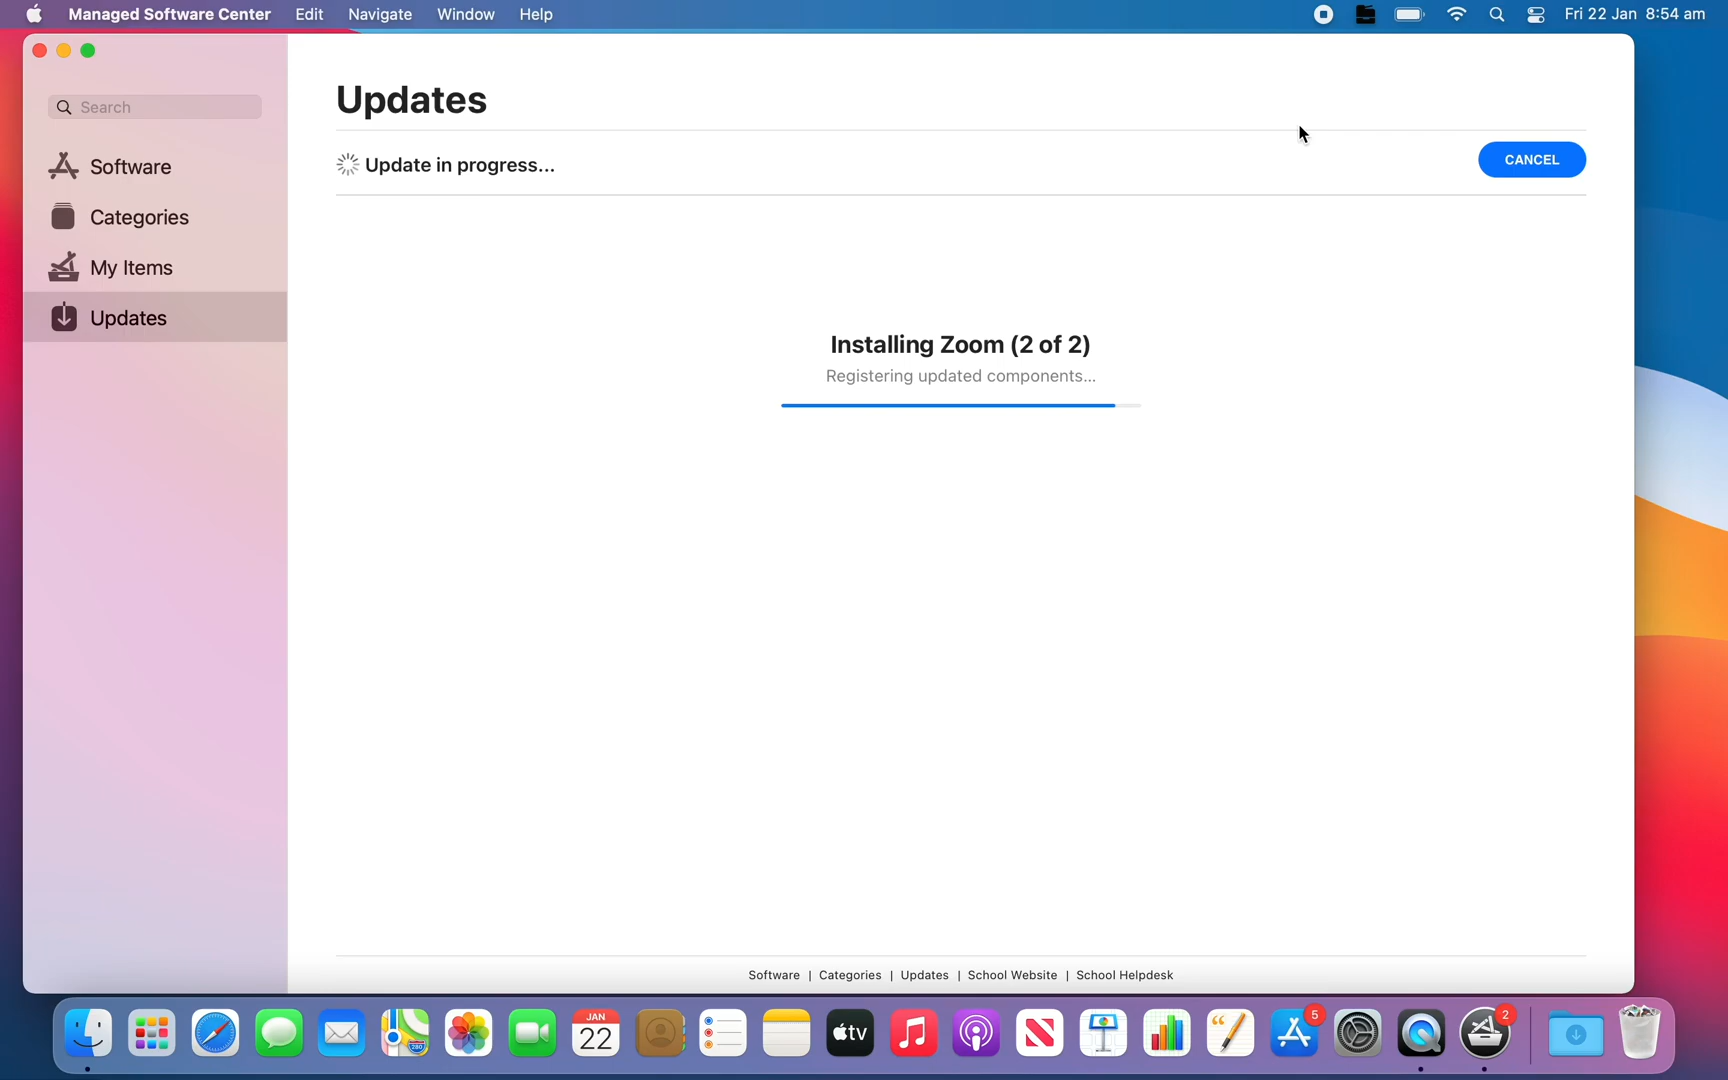 Managed Software Center Edit Navigate Window Help Fri 22 Jan 8:54 am
Search
Software
Categories
My Items
Updates
Updates
Update in progress...
CANCEL
Installing Zoom (2 of 2)
Registering updated components...
Software | Categories | Updates | School Website | School Helpdesk
JAN
22
280
tv
5
2